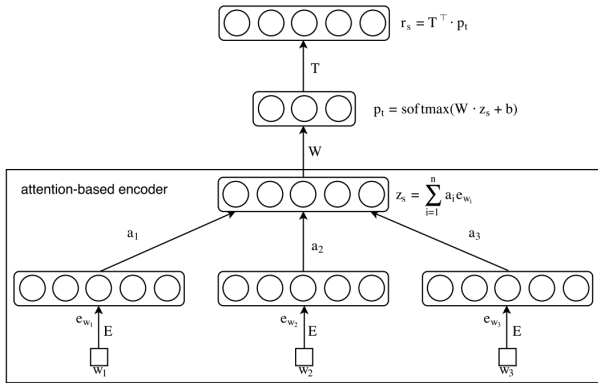 r_s = T^⊤ · p_t
T
p_t = softmax(W · z_s + b)
W
attention-based encoder
z_s = ∑_{i=1}^{n} a_i e_{w_i}
a_1
a_2
a_3
e_{w_1} E
e_{w_2} E
e_{w_3} E
w_1
w_2
w_3